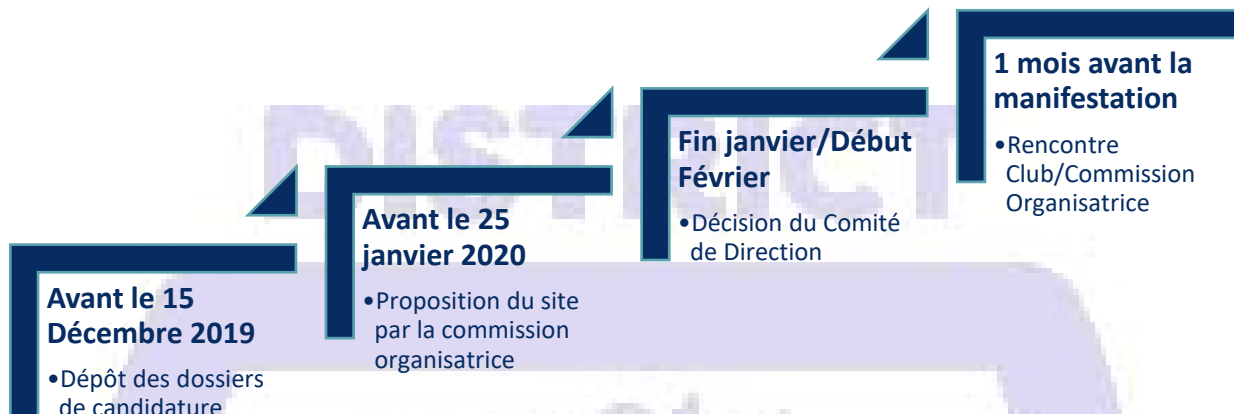 DISTRICT
1 mois avant la
manifestation
•Rencontre
Club/Commission
Organisatrice
Fin janvier/Début
Février
•Décision du Comité
de Direction
Avant le 25
janvier 2020
•Proposition du site
par la commission
organisatrice
Avant le 15
Décembre 2019
•Dépôt des dossiers
de candidature